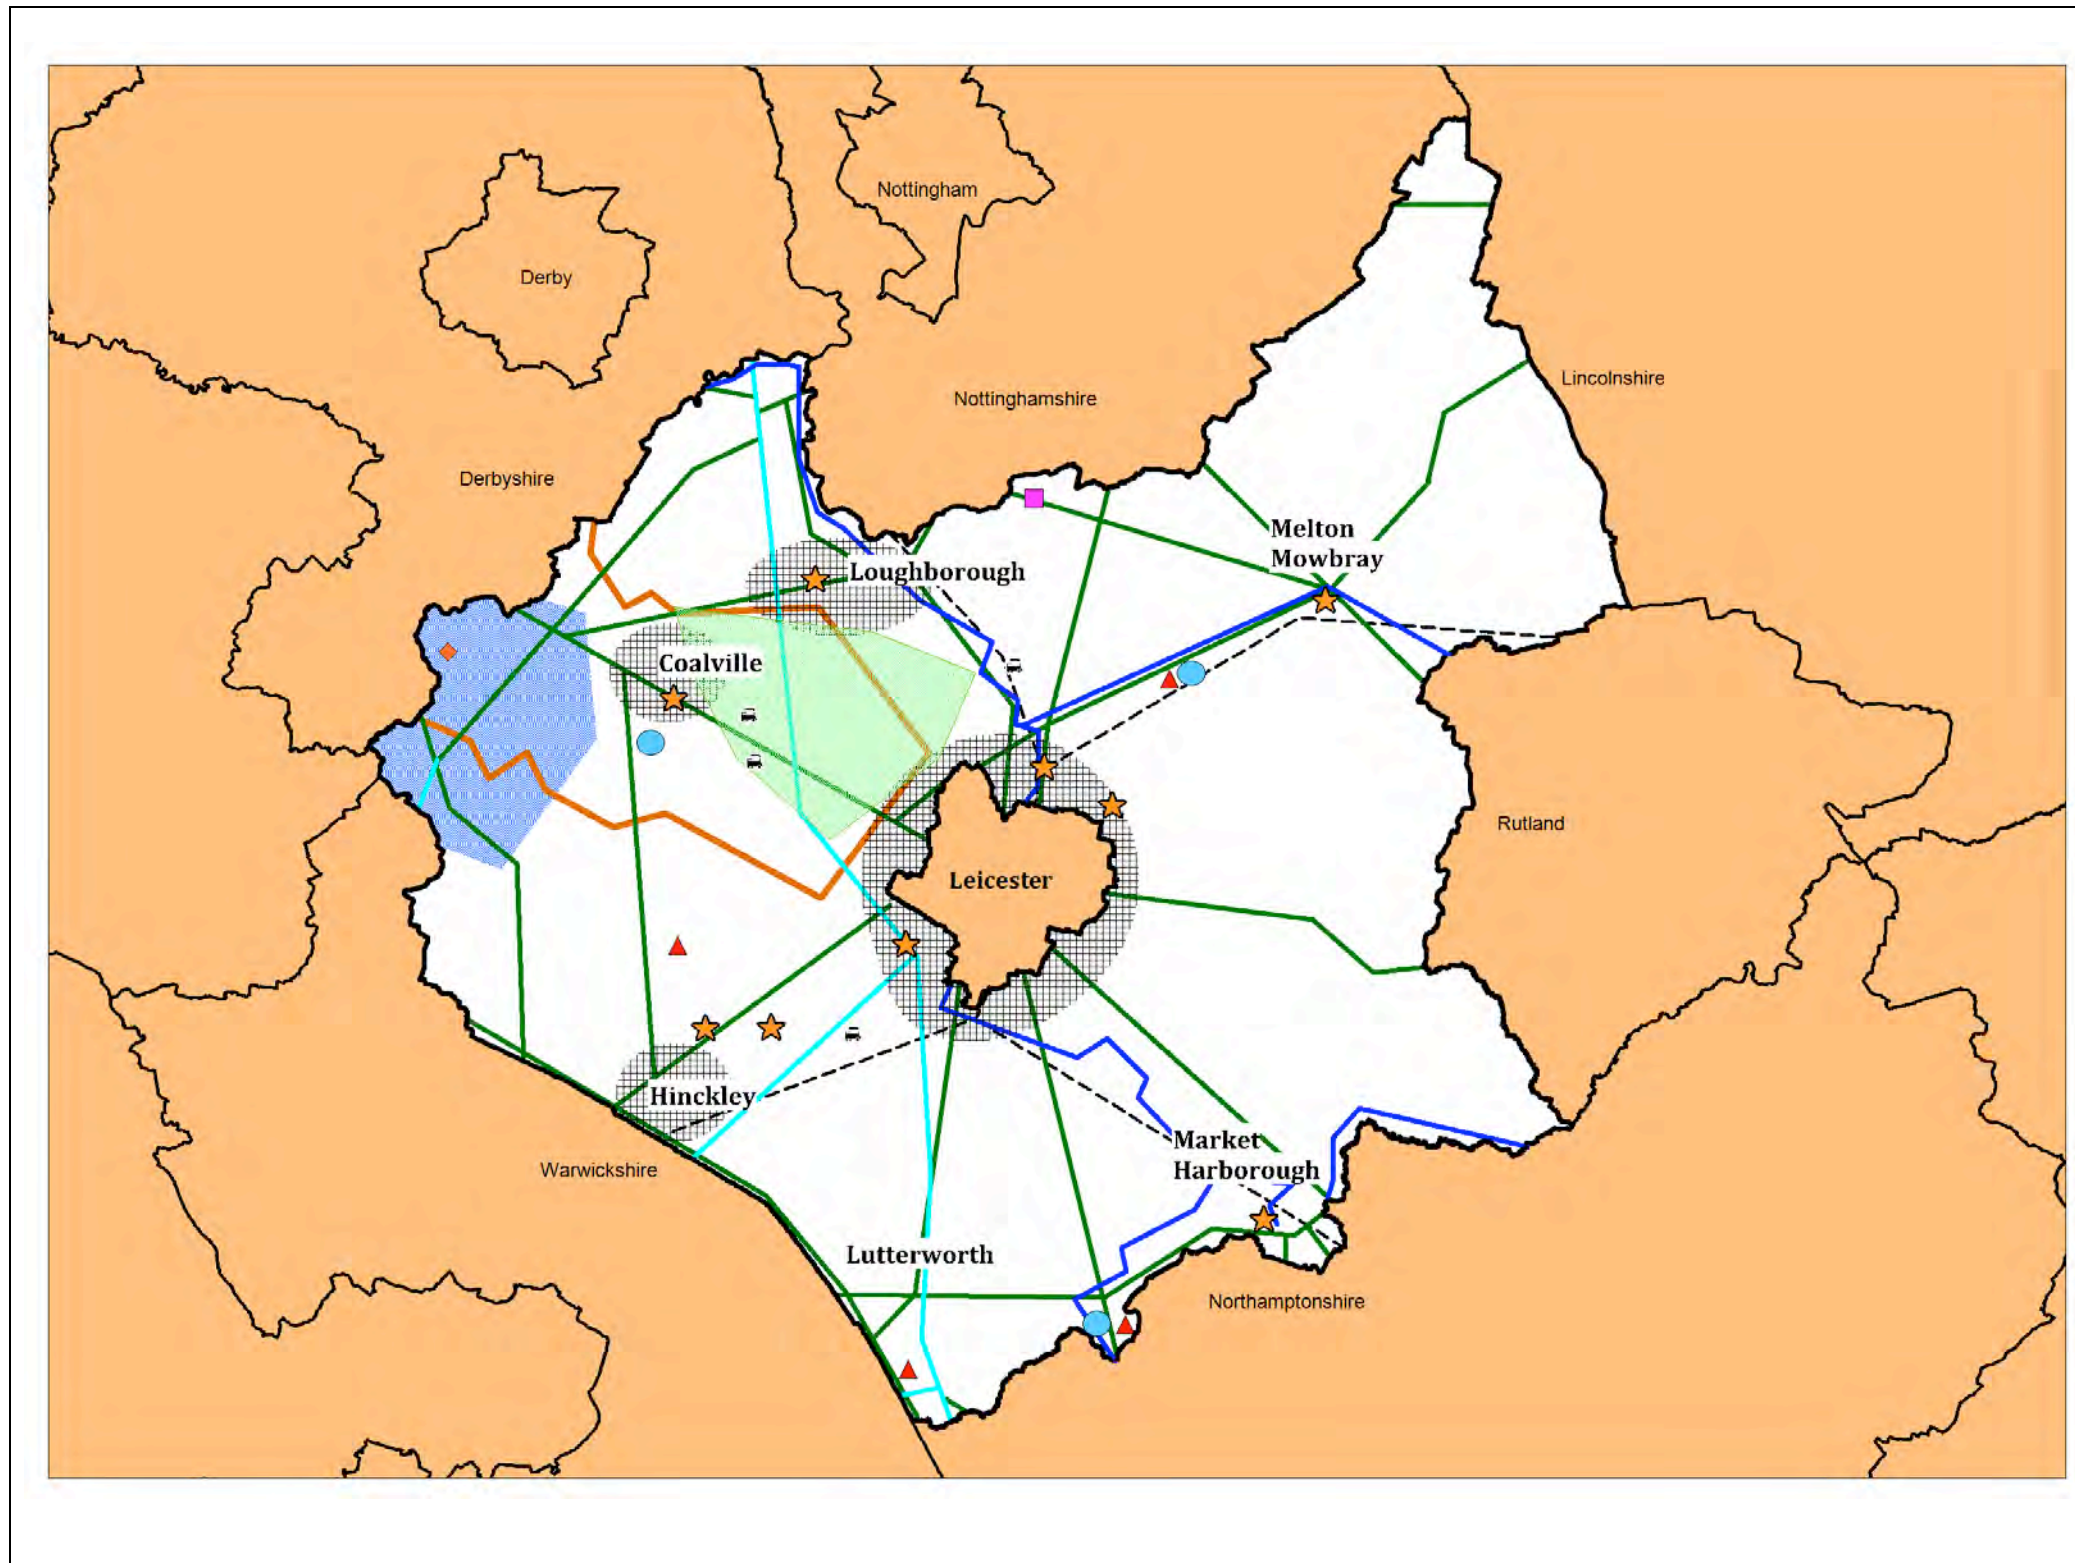 Nottingham
Derby
Lincolnshire
Nottinghamshire
Derbyshire
Melton
Mowbray
Loughborough
Coalville
Rutland
Leicester
Hinckley
Market
Harborough
Warwickshire
Lutterworth
Northamptonshire